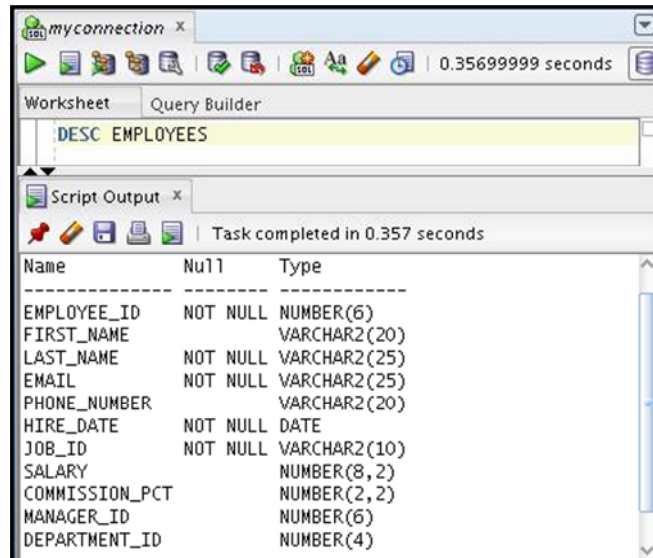 myconnection
0.35699999 seconds
Worksheet Query Builder
DESC EMPLOYEES
Script Output
Task completed in 0.357 seconds
Name Null Type
-------------- -------- ------------
EMPLOYEE_ID NOT NULL NUMBER(6)
FIRST_NAME VARCHAR2(20)
LAST_NAME NOT NULL VARCHAR2(25)
EMAIL NOT NULL VARCHAR2(25)
PHONE_NUMBER VARCHAR2(20)
HIRE_DATE NOT NULL DATE
JOB_ID NOT NULL VARCHAR2(10)
SALARY NUMBER(8,2)
COMMISSION_PCT NUMBER(2,2)
MANAGER_ID NUMBER(6)
DEPARTMENT_ID NUMBER(4)